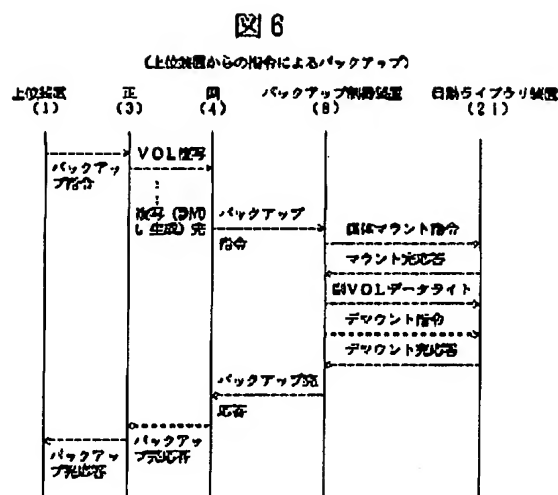 図6
(上位装置からの指令によるバックアップ)
上位装置 正 副 バックアップ制御装置 自動ライブラリ装置
(1) (3) (4) (8) (21)
VOL複写
バックアッ
プ指令
バックアップ
指令
媒体マウント指令
マウント完応答
副VOLデータライト
デマウント指令
デマウント完応答
バックアップ完
応答
バックアッ
プ完応答
バックアッ
プ完応答